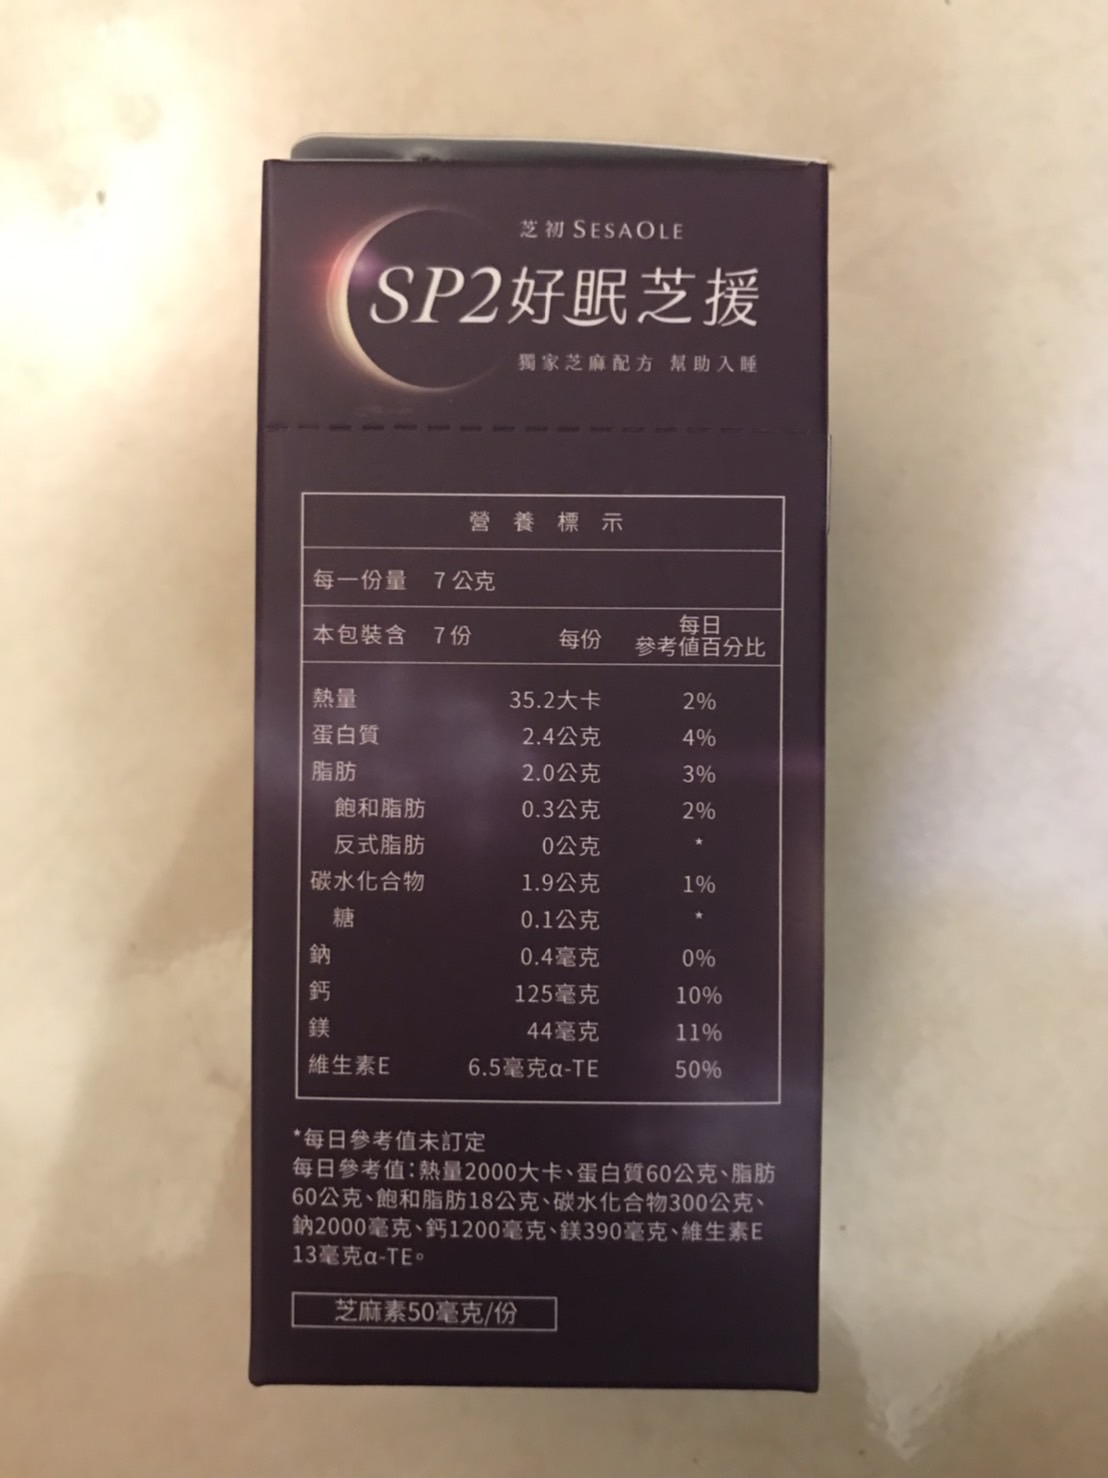 芝初 SESAOLE
SP2好眠芝援
獨家芝麻配方 幫助入睡
營養標示
每一份量 7公克
本包裝含 7份 每份 每日參考値百分比
熱量 35.2大卡 2%
蛋白質 2.4公克 4%
脂肪 2.0公克 3%
飽和脂肪 0.3公克 2%
反式脂肪 0公克 *
碳水化合物 1.9公克 1%
糖 0.1公克 *
鈉 0.4毫克 0%
鈣 125毫克 10%
鎂 44毫克 11%
維生素E 6.5毫克α-TE 50%
*每日參考值未訂定
每日參考值:熱量2000大卡、蛋白質60公克、脂肪
60公克、飽和脂肪18公克、碳水化合物300公克、
鈉2000毫克、鈣1200毫克、鎂390毫克、維生素E
13毫克α-TE。
芝麻素50毫克/份